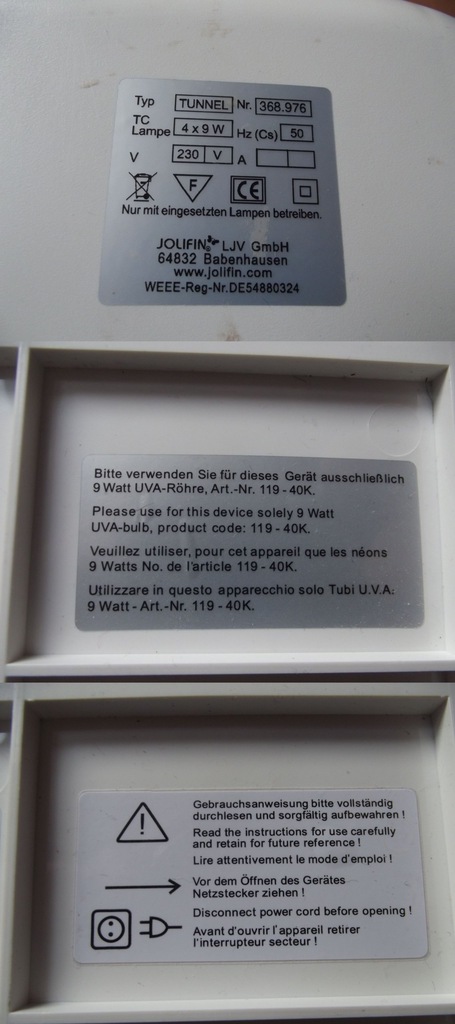 Typ TUNNEL Nr. 368.976
TC Lampe 4 x 9 W Hz (Cs) 50
V 230 V A
F CE
Nur mit eingesetzten Lampen betreiben.
JOLIFIN® LJV GmbH
64832 Babenhausen
www.jolifin.com
WEEE-Reg-Nr.DE54880324
Bitte verwenden Sie für dieses Gerät ausschließlich
9 Watt UVA-Röhre, Art.-Nr. 119 - 40K.
Please use for this device solely 9 Watt
UVA-bulb, product code: 119 - 40K.
Veuillez utiliser, pour cet appareil que les néons
9 Watts No. de l'article 119 - 40K.
Utilizzare in questo apparecchio solo Tubi U.V.A:
9 Watt - Art.-Nr. 119 - 40K.
Gebrauchsanweisung bitte vollständig
durchlesen und sorgfältig aufbewahren !
Read the instructions for use carefully
and retain for future reference !
Lire attentivement le mode d'emploi !
Vor dem Öffnen des Gerätes
Netzstecker ziehen !
Disconnect power cord before opening !
Avant d'ouvrir l'appareil retirer
l'interrupteur secteur !